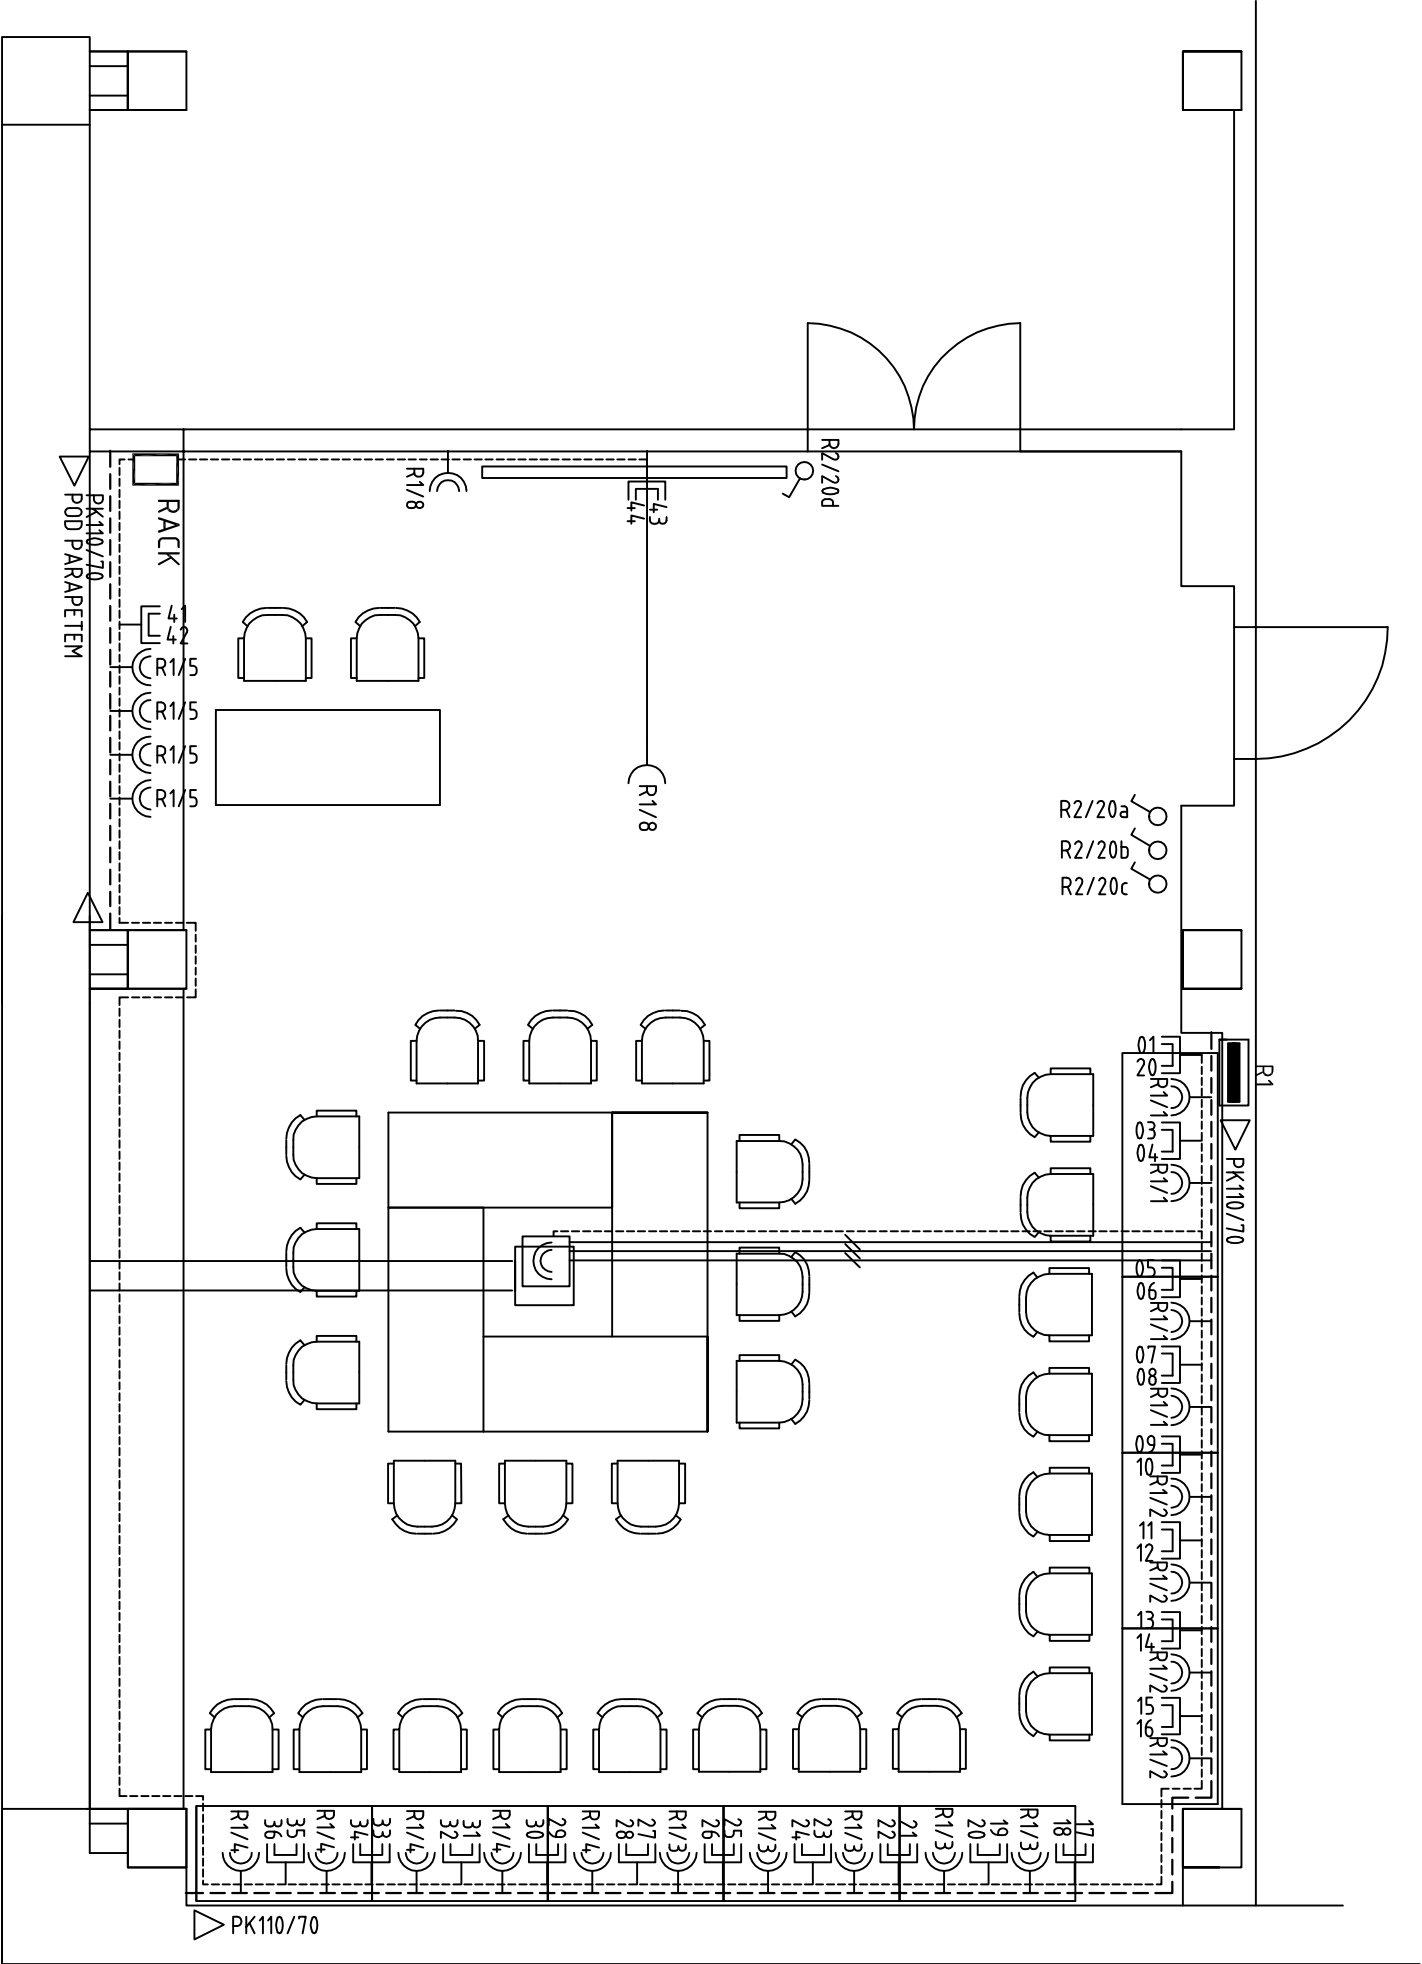 R2/20d
R1/8
43
44
RACK
PK110/70
POD PARAPETEM
41
42
R1/5
R1/5
R1/5
R1/5
R1/8
R2/20a
R2/20b
R2/20c
R1
PK110/70
01
20
R1/1
03
04
R1/1
05
06
R1/1
07
08
R1/1
09
10
R1/2
11
12
R1/2
13
14
R1/2
15
16
R1/2
R1/4
36
35
R1/4
34
33
R1/4
32
31
R1/4
30
29
R1/4
28
27
R1/3
26
25
R1/3
24
23
R1/3
22
21
R1/3
20
19
R1/3
18
17
PK110/70